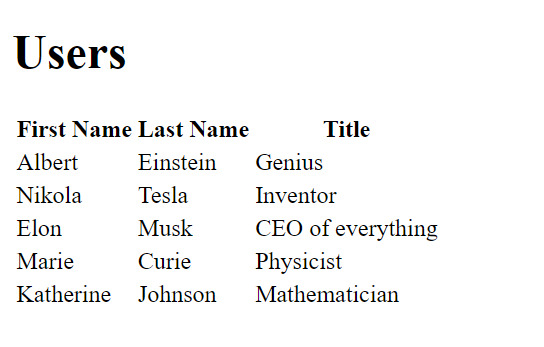 Users
First Name Last Name Title
Albert Einstein Genius
Nikola Tesla Inventor
Elon Musk CEO of everything
Marie Curie Physicist
Katherine Johnson Mathematician